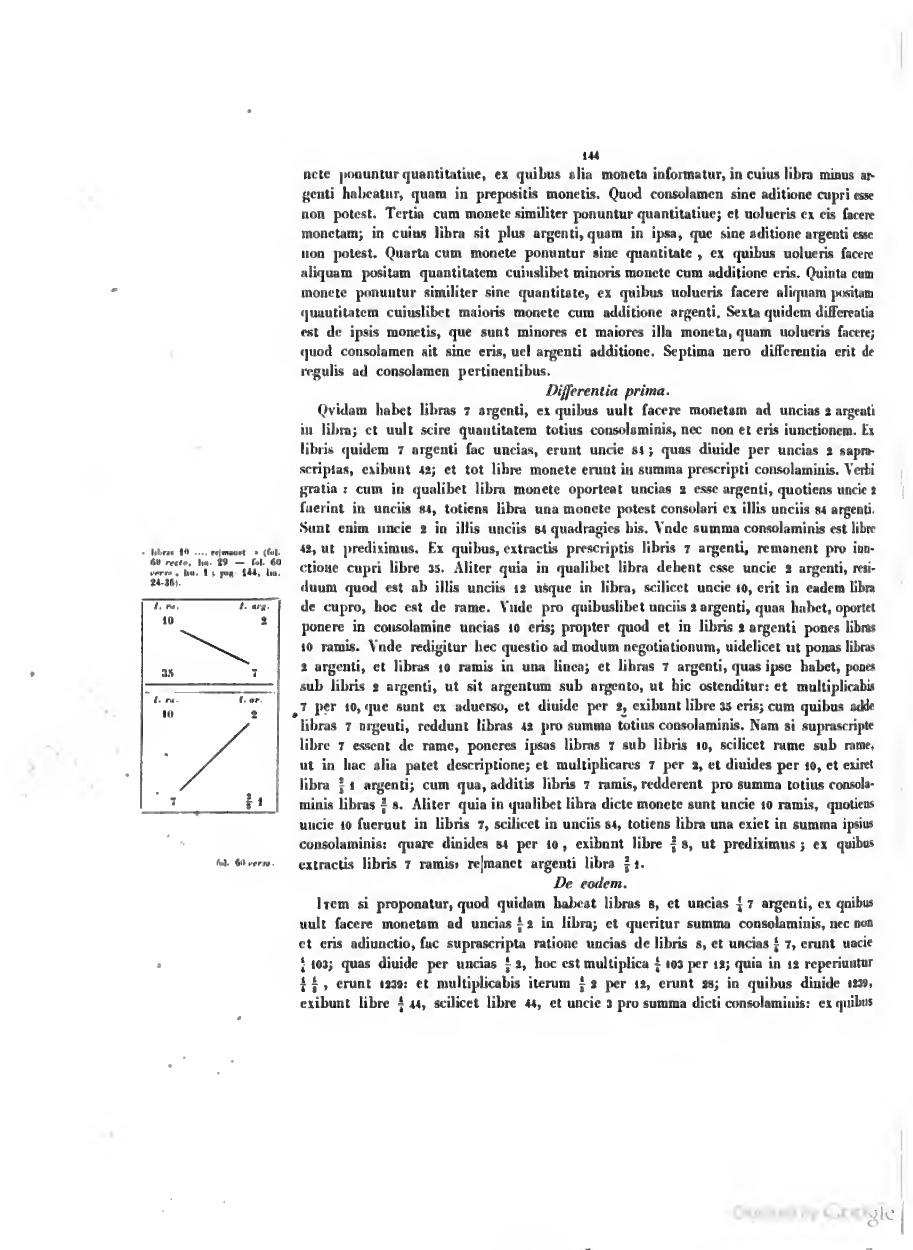 144
nete ponuntur quantitatiue, ex quibus alia moneta informatur, in cuius libra minus ar-
genti habeatur, quam in prepositis monetis. Quod consolamen sine aditione cupri esse
non potest. Tertia cum monete similiter ponuntur quantitatiue; et uolueris ex eis facere
monetam; in cuius libra sit plus argenti, quam in ipsa, que sine aditione argenti esse
non potest. Quarta cum monete ponuntur sine quantitate , ex quibus uolueris facere
aliquam positam quantitatem cuiuslibet minoris monete cum additione eris. Quinta cum
monete ponuntur similiter sine quantitate, ex quibus uolueris facere aliquam positam
quantitatem cuiuslibet maioris monete cum additione argenti. Sexta quidem differentia
est de ipsis monetis, que sunt minores et maiores illa moneta, quam uolueris facere;
quod consolamen sit sine eris, uel argenti additione. Septima uero differentia erit de
regulis ad consolamen pertinentibus.
Differentia prima.
Qvidam habet libras 7 argenti, ex quibus uult facere monetam ad uncias 2 argenti
in libra; et uult scire quantitatem totius consolaminis, nec non et eris iunctionem. Ex
libris quidem 7 argenti fac uncias, erunt uncie 84 ; quas diuide per uncias 2 supra-
scriptas, exibunt 42; et tot libre monete erunt in summa prescripti consolaminis. Verbi
gratia : cum in qualibet libra monete oporteat uncias 2 esse argenti, quotiens uncie 2
fuerint in unciis 84, totiens libra una monete potest consolari ex illis unciis 84 argenti.
Sunt enim uncie 2 in illis unciis 84 quadragies bis. Vnde summa consolaminis est libre
42, ut prediximus. Ex quibus, extractis prescriptis libris 7 argenti, remanent pro iun-
ctione cupri libre 35. Aliter quia in qualibet libra debent esse uncie 2 argenti, resi-
duum quod est ab illis unciis 12 usque in libra, scilicet uncie 10, erit in eadem libra
de cupro, hoc est de rame. Vnde pro quibuslibet unciis 2 argenti, quas habet, oportet
ponere in consolamine uncias 10 eris; propter quod et in libris 2 argenti pones libras
10 ramis. Vnde redigitur hec questio ad modum negotiationum, uidelicet ut ponas libras
2 argenti, et libras 10 ramis in una linea; et libras 7 argenti, quas ipse habet, pones
sub libris 2 argenti, ut sit argentum sub argento, ut hic ostenditur: et multiplicabis
7 per 10, que sunt ex aduerso, et diuide per 2, exibunt libre 35 eris; cum quibus adde
libras 7 argenti, reddunt libras 42 pro summa totius consolaminis. Nam si suprascripte
libre 7 essent de rame, poneres ipsas libras 7 sub libris 10, scilicet rame sub rame,
ut in hac alia patet descriptione; et multiplicares 7 per 2, et diuides per 10, et exiret
libra 2/5 1 argenti; cum qua, additis libris 7 ramis, redderent pro summa totius consola-
minis libras 2/5 8. Aliter quia in qualibet libra dicte monete sunt uncie 10 ramis, quotiens
uncie 10 fuerunt in libris 7, scilicet in unciis 84, totiens libra una exiet in summa ipsius
consolaminis: quare diuides 84 per 10 , exibunt libre 2/5 8, ut prediximus ; ex quibus
extractis libris 7 ramis, re|manet argenti libra 2/5 1.
De eodem.
Item si proponatur, quod quidam habeat libras 8, et uncias 1/4 7 argenti, ex quibus
uult facere monetam ad uncias 1/3 2 in libra; et queritur summa consolaminis, nec non
et eris adiunctio, fac suprascripta ratione uncias de libris 8, et uncias 1/4 7, erunt uncie
1/4 103; quas diuide per uncias 1/3 2, hoc est multiplica 1/4 103 per 12; quia in 12 reperiuntur
1/4 1/3 , erunt 1239: et multiplicabis iterum 1/3 2 per 12, erunt 28; in quibus diuide 1239,
exibunt libre 1/4 44, scilicet libre 44, et uncie 3 pro summa dicti consolaminis: ex quibus
« libras 10 .... re|manet » (fol.
60 recto, lin. 29 — fol. 60
verso, lin. 1 ; pag. 144, lin.
24-36).
l. ra. l. arg.
10 2
35 7
l. ra. l. ar.
10 2
7 2/5 1
fol. 60 verso.
Digitized by Google